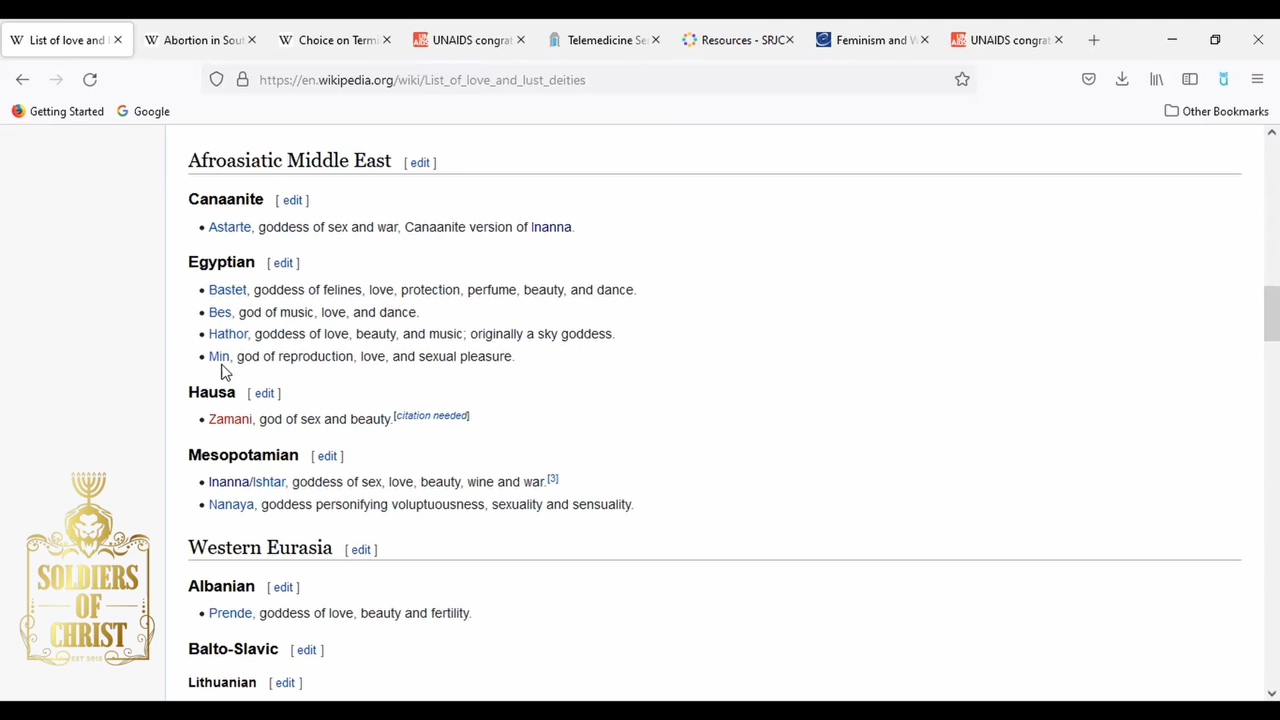 List of love and
Abortion in Sout
Choice on Termi
UNAIDS congrat
Telemedicine Se
Resources - SRJC
Feminism and W
UNAIDS congrat
https://en.wikipedia.org/wiki/List_of_love_and_lust_deities
Getting Started
Google
Other Bookmarks
Afroasiatic Middle East [ edit ]
Canaanite [ edit ]
• Astarte, goddess of sex and war, Canaanite version of Inanna.
Egyptian [ edit ]
• Bastet, goddess of felines, love, protection, perfume, beauty, and dance.
• Bes, god of music, love, and dance.
• Hathor, goddess of love, beauty, and music; originally a sky goddess.
• Min, god of reproduction, love, and sexual pleasure.
Hausa [ edit ]
• Zamani, god of sex and beauty.[citation needed]
Mesopotamian [ edit ]
• Inanna/Ishtar, goddess of sex, love, beauty, wine and war.[3]
• Nanaya, goddess personifying voluptuousness, sexuality and sensuality.
Western Eurasia [ edit ]
Albanian [ edit ]
• Prende, goddess of love, beauty and fertility.
Balto-Slavic [ edit ]
Lithuanian [ edit ]
SOLDIERS
OF
CHRIST